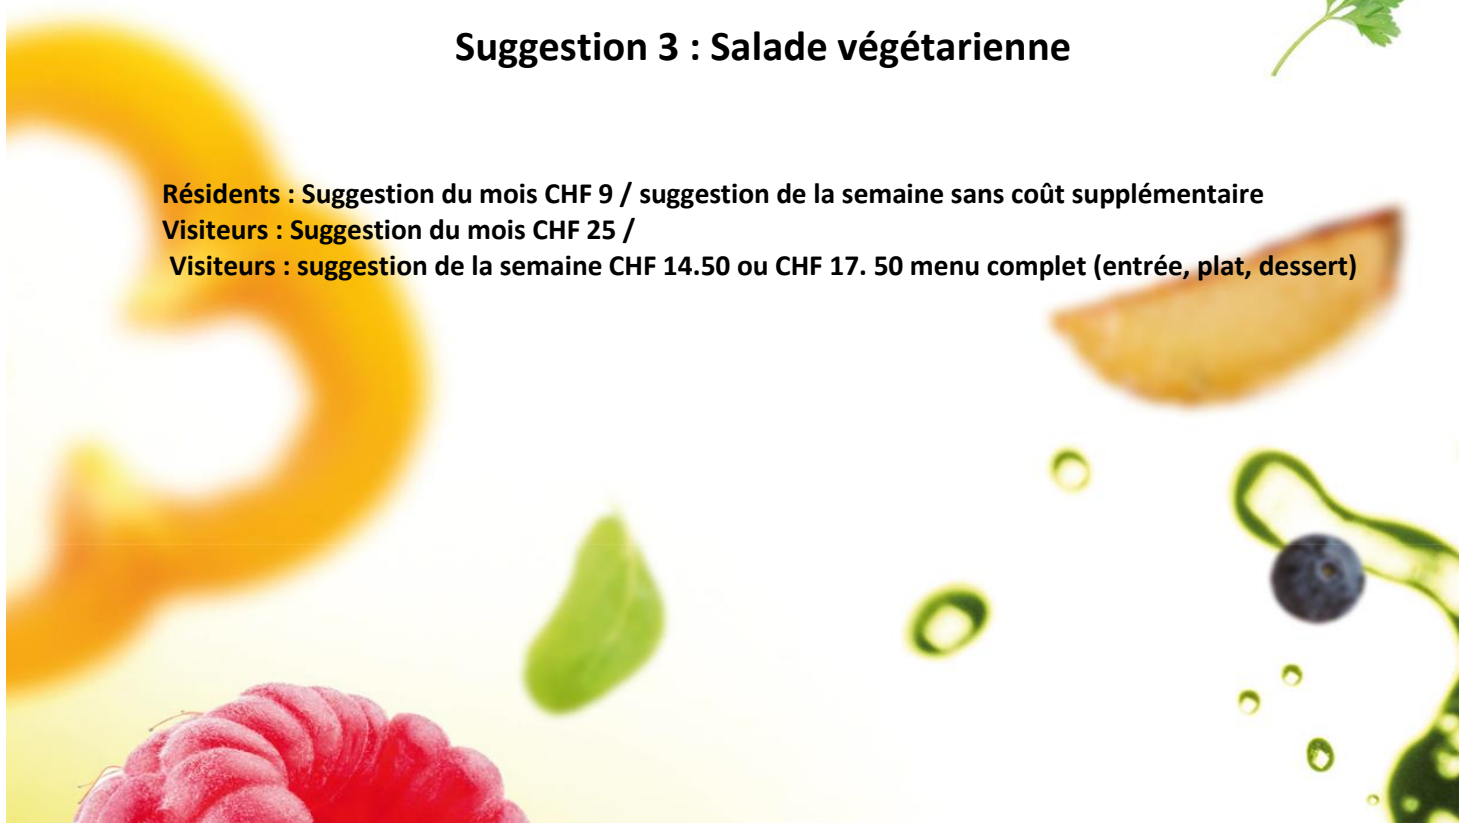 Suggestion 3 : Salade végétarienne
Résidents : Suggestion du mois CHF 9 / suggestion de la semaine sans coût supplémentaire
Visiteurs : Suggestion du mois CHF 25 /
Visiteurs : suggestion de la semaine CHF 14.50 ou CHF 17. 50 menu complet (entrée, plat, dessert)